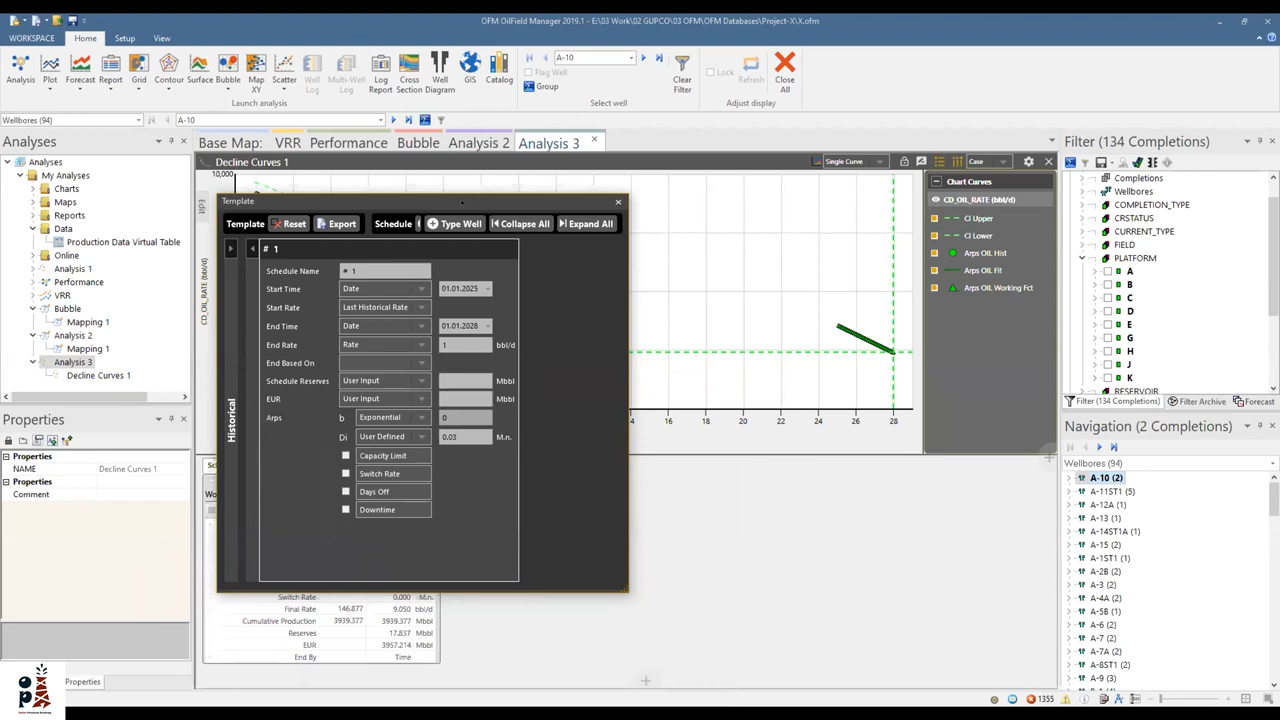 OFM OilField Manager 2019.1 - E:\03 Work\02 GUPCO\03 OFM\OFM Databases\Project-X\X.ofm
WORKSPACE Home Setup View
Analysis Plot Forecast Report Grid Contour Surface Bubble Map XY Scatter Well Log Multi-Well Log Log Report Cross Section Well Diagram GIS Catalog
A-10
Flag Well
Group
Clear Filter
Lock Refresh
Close All
Launch analysis Select well Adjust display
Wellbores (94) A-10
Analyses
Analyses
My Analyses
Charts
Maps
Reports
Data
Production Data Virtual Table
Online
Analysis 1
Performance
VRR
Bubble
Mapping 1
Analysis 2
Mapping 1
Analysis 3
Decline Curves 1
Properties
Properties
NAME Decline Curves 1
Properties
Comment
Properties
Base Map: VRR Performance Bubble Analysis 2 Analysis 3
Decline Curves 1 Single Curve Case
10,000
Edit
CD_OIL_RATE (bbl/d)
Template
Template Reset Export Schedule Type Well Collapse All Expand All
Historical
# 1
Schedule Name # 1
Start Time Date 01.01.2025
Start Rate Last Historical Rate
End Time Date 01.01.2028
End Rate Rate 1 bbl/d
End Based On
Schedule Reserves User Input Mbbl
EUR User Input Mbbl
Arps b Exponential 0
Di User Defined 0.03 M.n.
Capacity Limit
Switch Rate
Days Off
Downtime
16 18 20 22 24 26 28
Chart Curves
CD_OIL_RATE (bbl/d)
CI Upper
CI Lower
Arps OIL Hist
Arps OIL Fit
Arps OIL Working Fct
Switch Rate 0.000
Final Rate 146.877 9.050 bbl/d
Cumulative Production 3939.377 3939.377 Mbbl
Reserves 17.837 Mbbl
EUR 3957.214 Mbbl
End By Time
Filter (134 Completions)
Completions
Wellbores
COMPLETION_TYPE
CRSTATUS
CURRENT_TYPE
FIELD
PLATFORM
A
B
C
D
E
G
H
J
K
RESERVOIR
Filter (134 Completions) Filter Archive Forecast
Navigation (2 Completions)
Wellbores (94)
A-10 (2)
A-11ST1 (5)
A-12A (1)
A-13 (1)
A-14ST1A (1)
A-15 (2)
A-1ST1 (1)
A-2B (2)
A-3 (2)
A-4A (2)
A-5B (1)
A-6 (2)
A-7 (2)
A-7A (2)
A-8ST1 (2)
A-9 (3)
1355